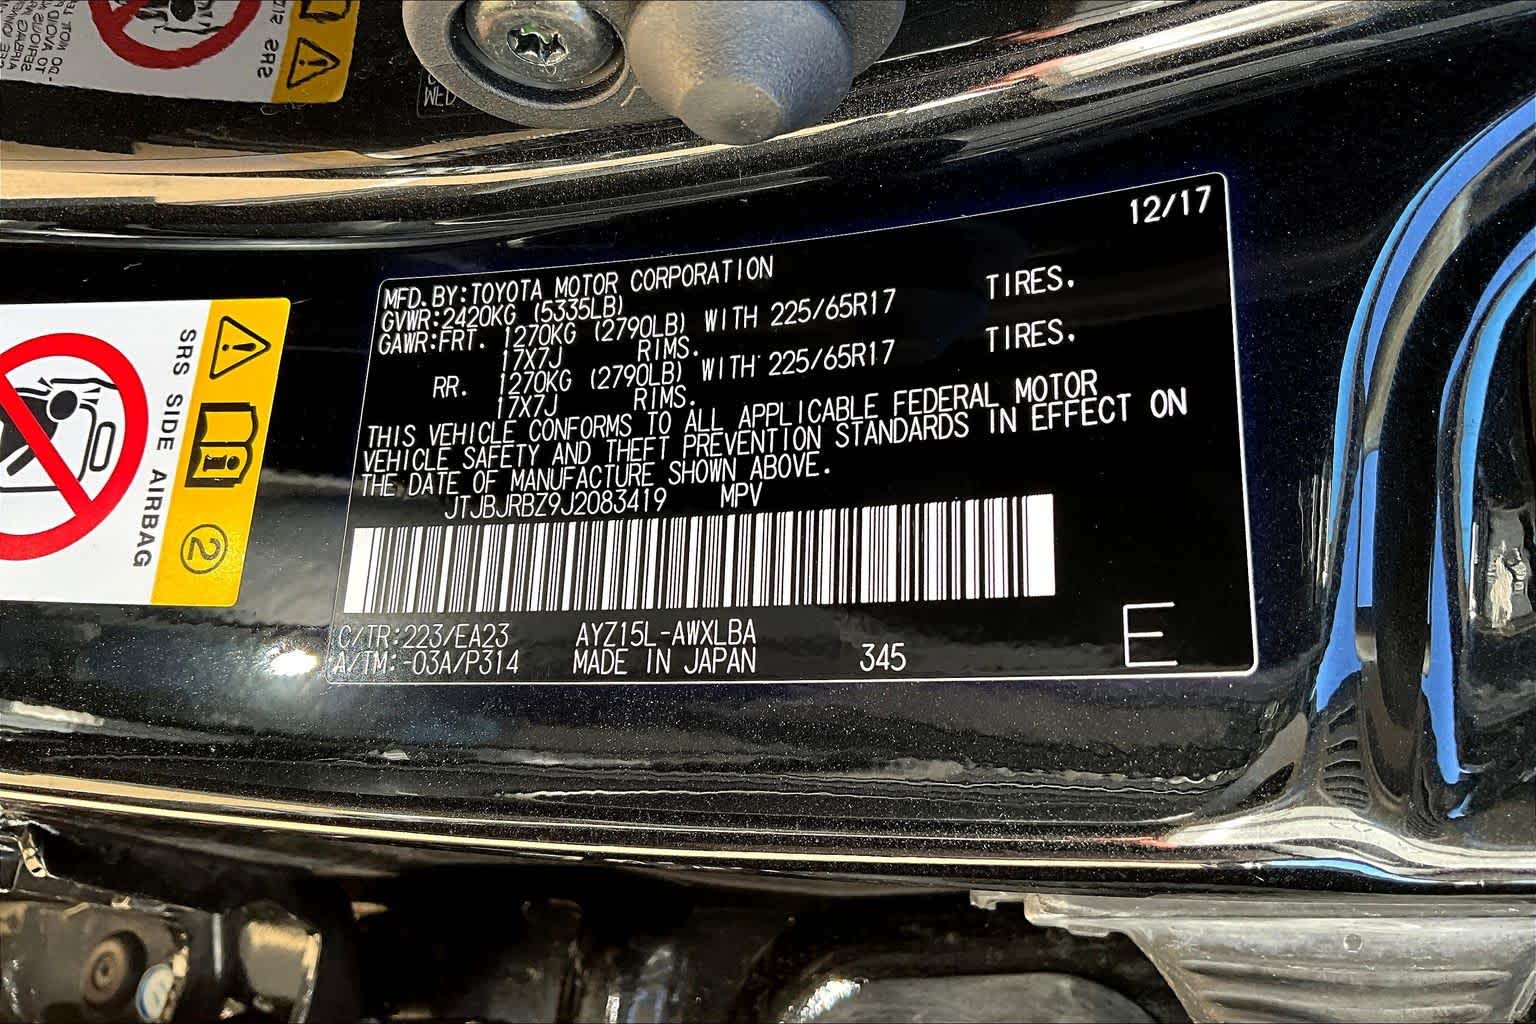 12/17
MFD. BY: TOYOTA MOTOR CORPORATION
GVWR: 2420KG (5335LB)
GAWR: FRT. 1270KG (2790LB) WITH 225/65R17 TIRES.
17X7J RIMS.
RR. 1270KG (2790LB) WITH 225/65R17 TIRES.
17X7J RIMS.
THIS VEHICLE CONFORMS TO ALL APPLICABLE FEDERAL MOTOR
VEHICLE SAFETY AND THEFT PREVENTION STANDARDS IN EFFECT ON
THE DATE OF MANUFACTURE SHOWN ABOVE.
JTJBJRBZ9J2083419 MPV
C/TR: 223/EA23 AYZ15L-AWXLBA
A/TM: -03A/P314 MADE IN JAPAN 345 E
SRS SIDE AIRBAG
2
SRS